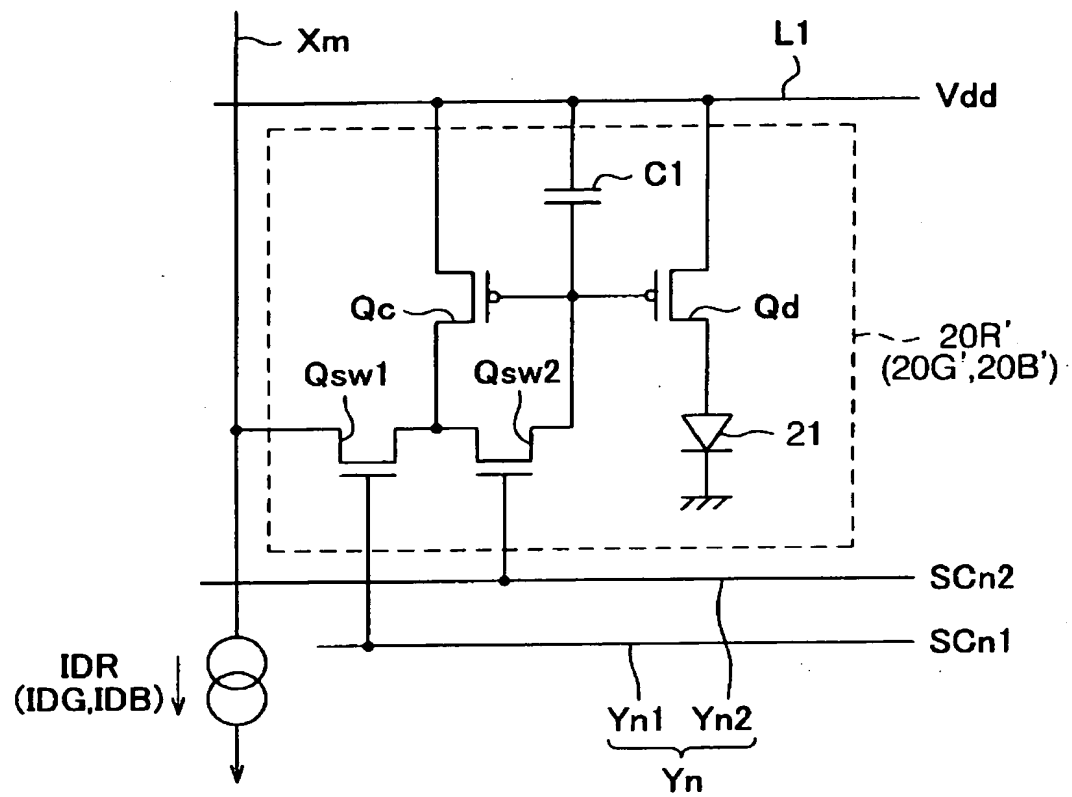 Xm
L1
Vdd
C1
Qc
Qd
20R'
(20G',20B')
Qsw1
Qsw2
21
SCn2
SCn1
IDR
(IDG,IDB)
Yn1 Yn2
Yn